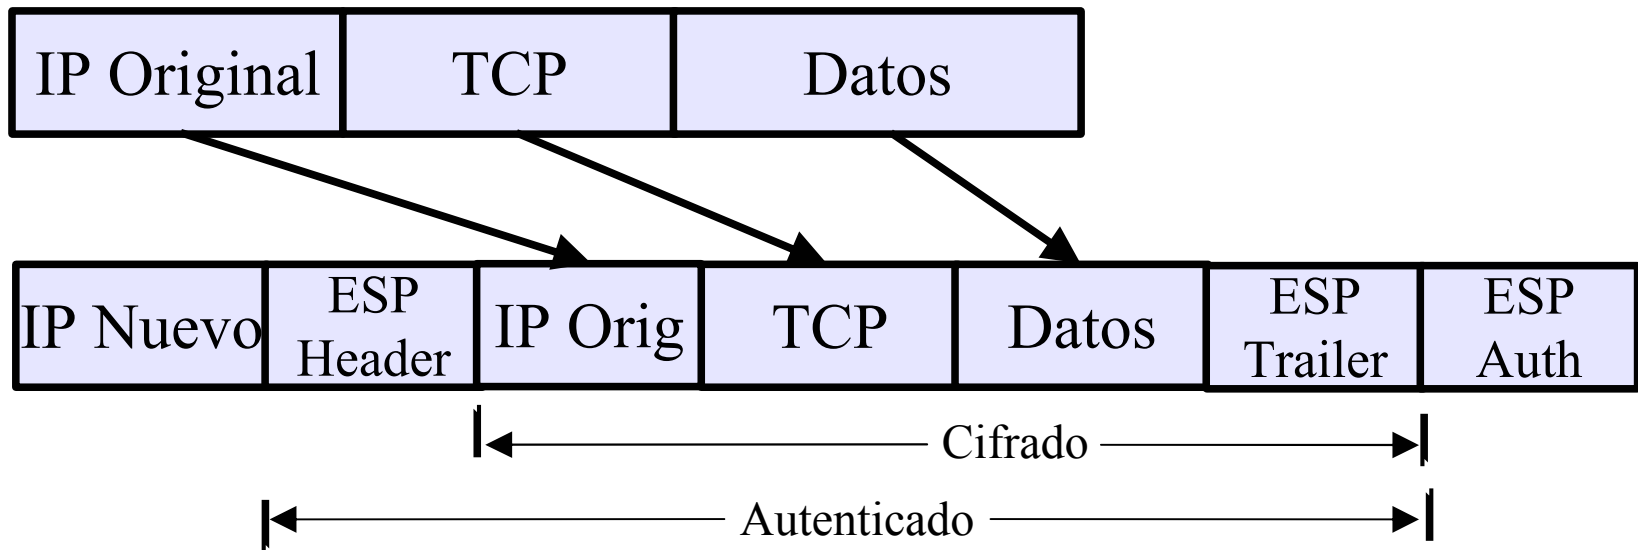 IP Original
TCP
Datos
IP Nuevo
ESP
Header
IP Orig
TCP
Datos
ESP
Trailer
ESP
Auth
Cifrado
Autenticado